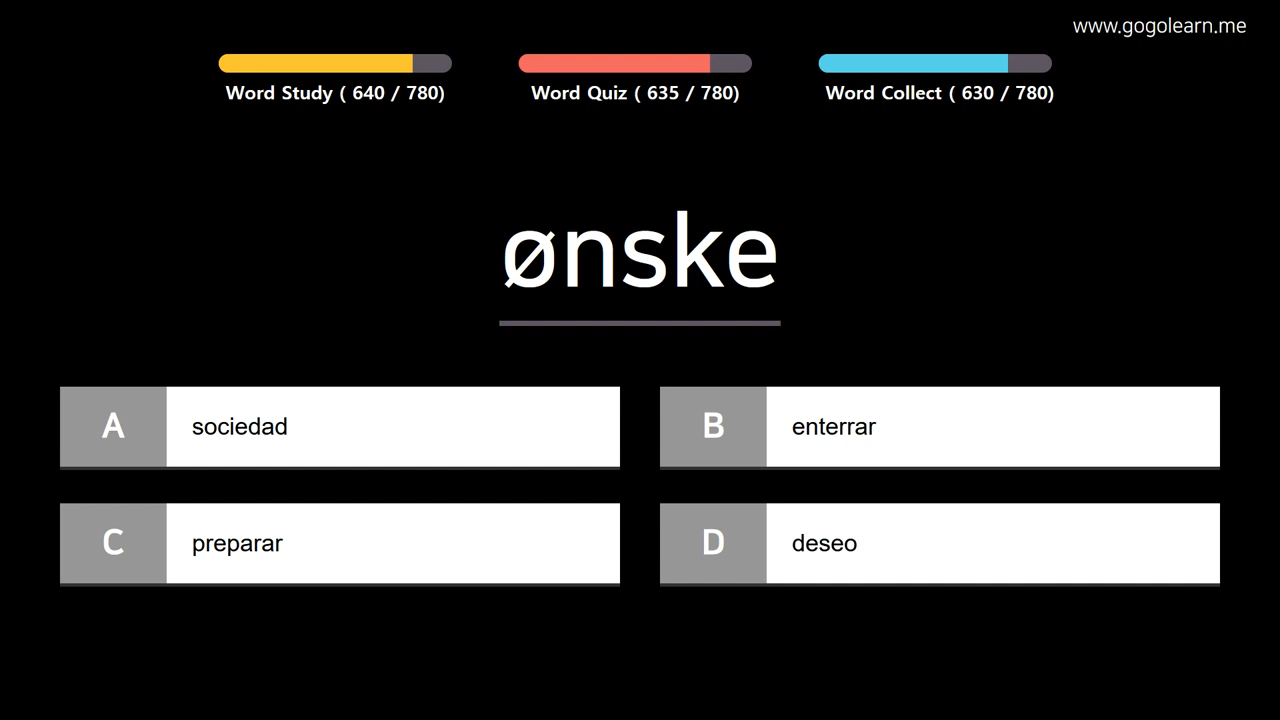 www.gogolearn.me
Word Study ( 640 / 780)
Word Quiz ( 635 / 780)
Word Collect ( 630 / 780)
ønske
A sociedad
B enterrar
C preparar
D deseo